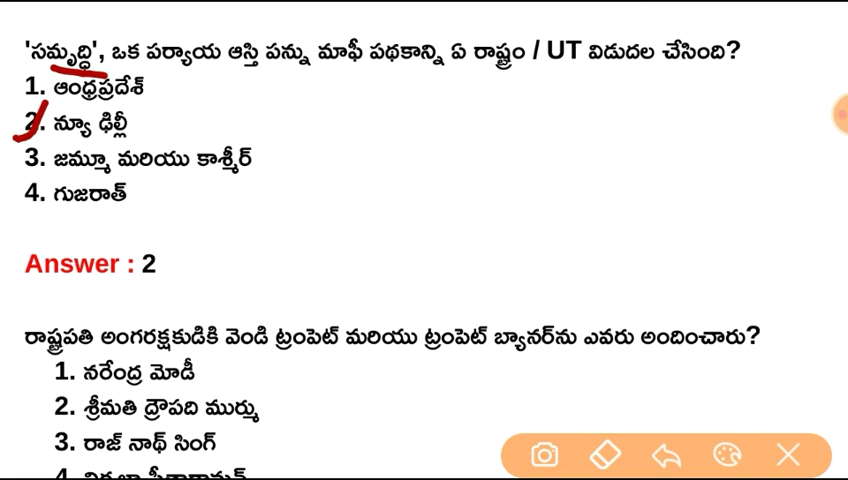 'సమృద్ధి', ఒక పర్యాయ ఆస్తి పన్ను మాఫీ పథకాన్ని ఏ రాష్ట్రం / UT విడుదల చేసింది?
1. ఆంధ్రప్రదేశ్
2. న్యూ ఢిల్లీ
3. జమ్మూ మరియు కాశ్మీర్
4. గుజరాత్
Answer : 2
రాష్ట్రపతి అంగరక్షకుడికి వెండి ట్రంపెట్ మరియు ట్రంపెట్ బ్యానర్‌ను ఎవరు అందించారు?
1. నరేంద్ర మోడీ
2. శ్రీమతి ద్రౌపది ముర్ము
3. రాజ్ నాథ్ సింగ్
4.